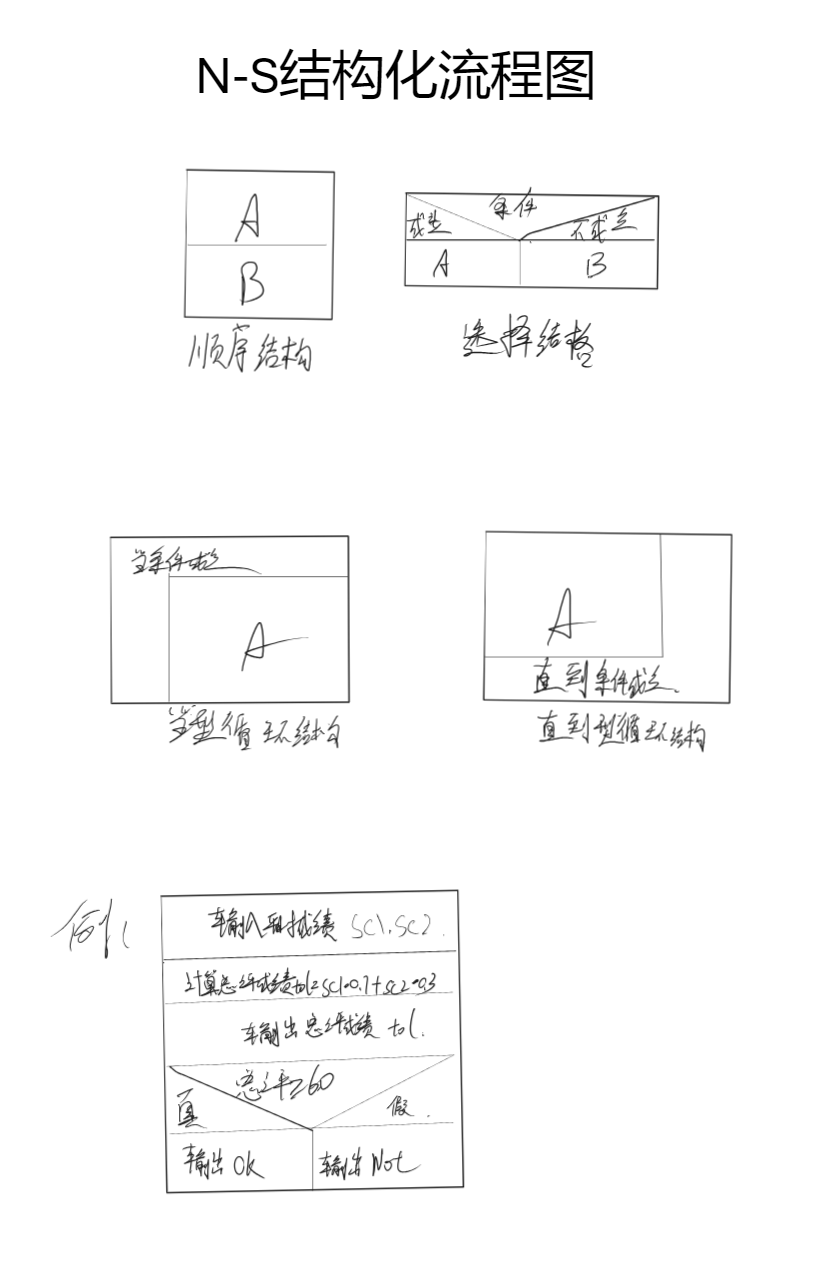 N-S结构化流程图
A
B
顺序结构
条件
成立
不成立
A
B
选择结构
当条件成立
A
当型循环结构
A
直到条件成立.
直到型循环结构
例:
输入两成绩 sc1.sc2.
计算总评成绩tol=sc1*0.7+sc2*0.3
输出总评成绩 tol.
总评≥60
真
假.
输出 Ok
输出 Not